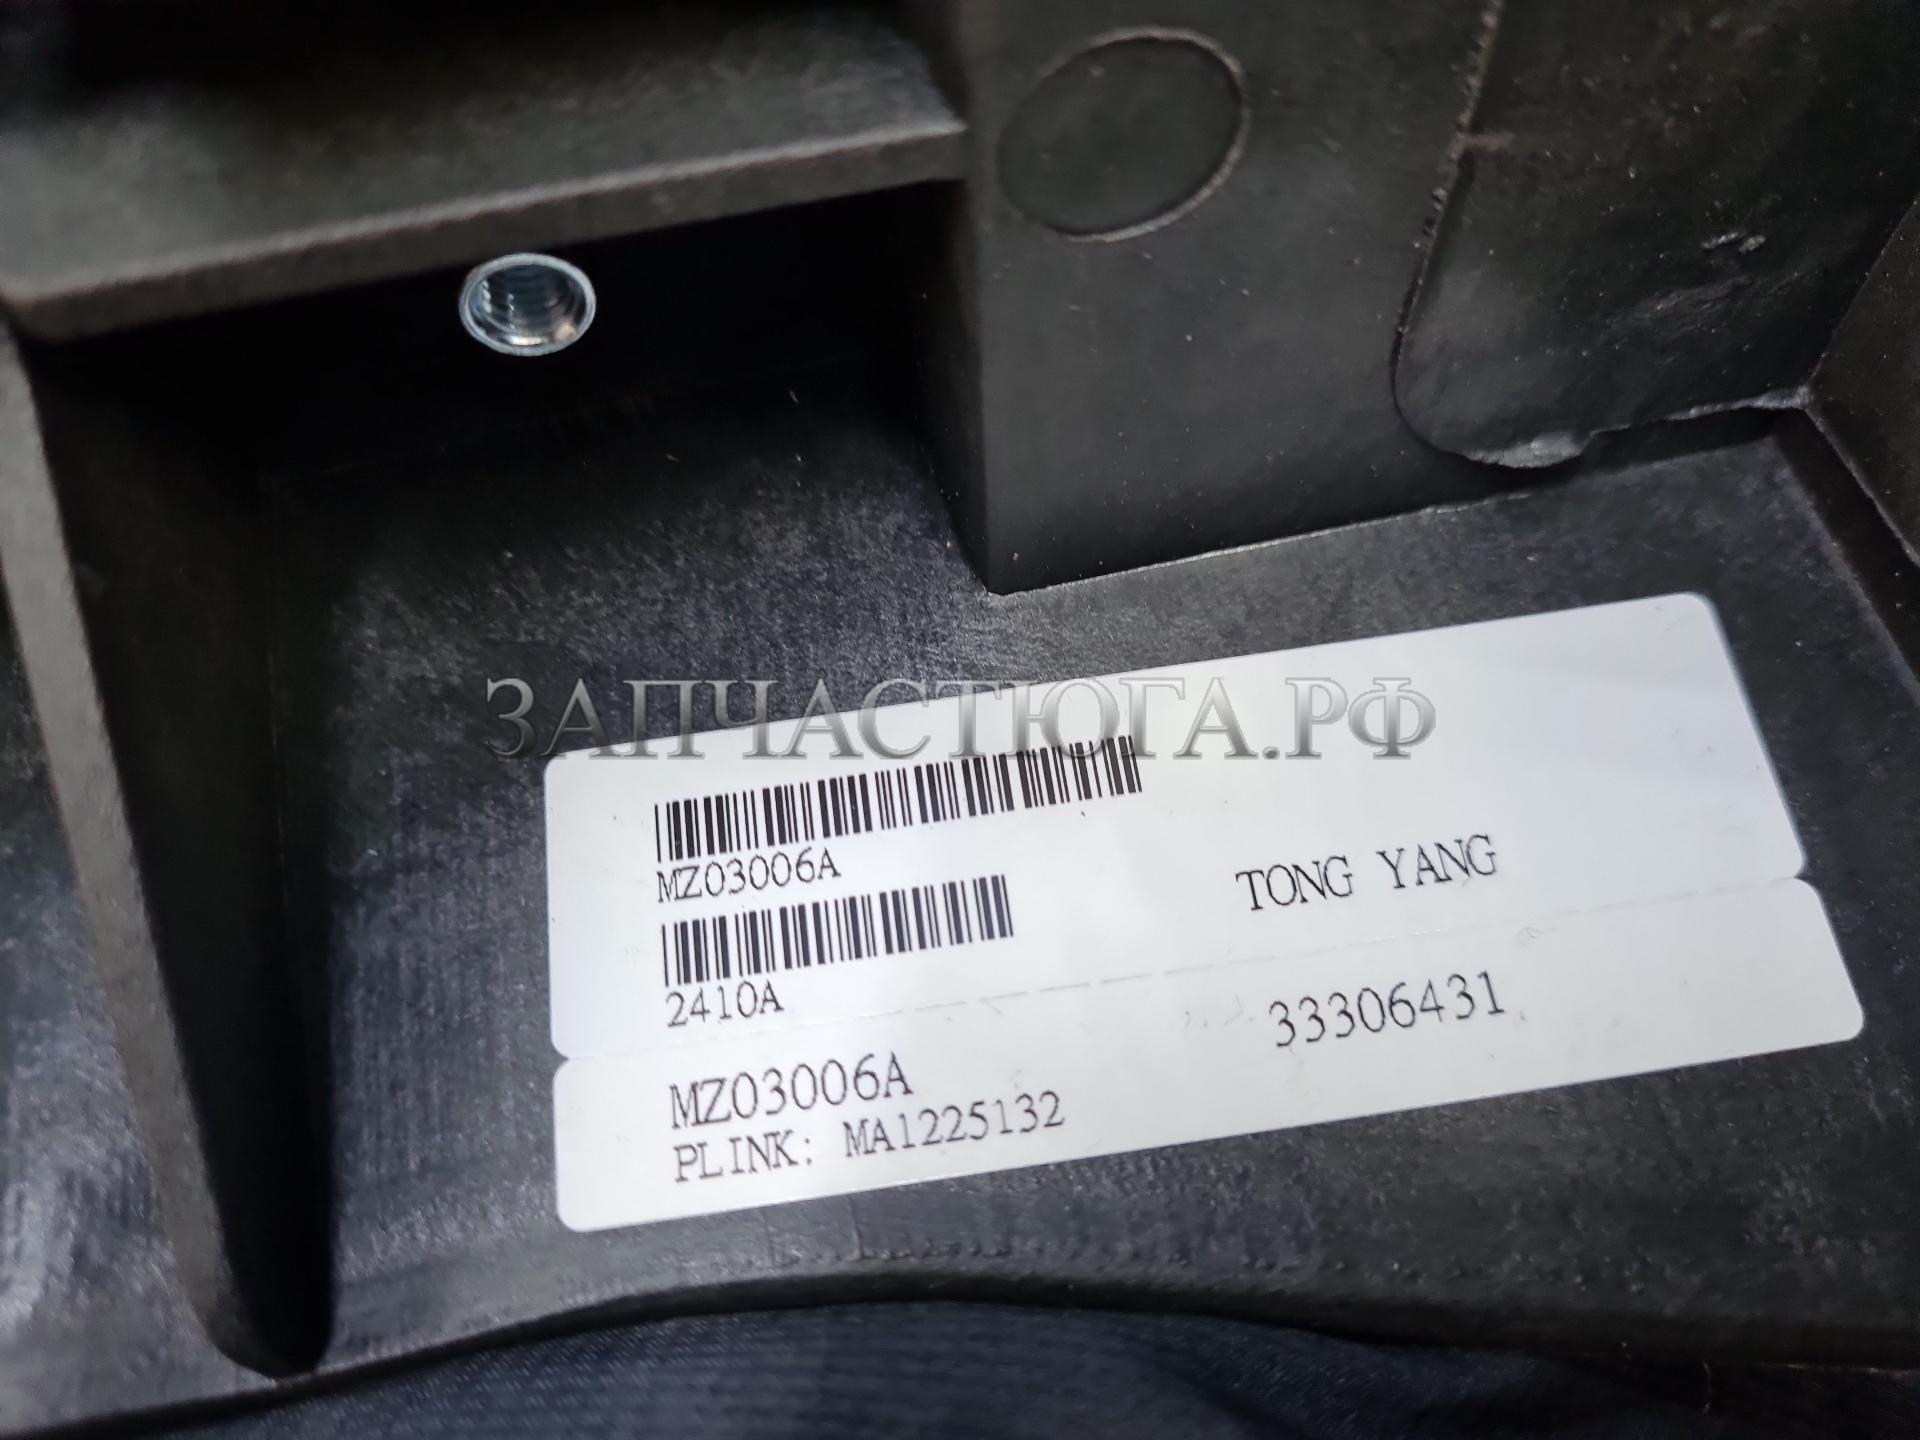 ЗАПЧАСТЮГА.РФ
MZ03006A
TONG YANG
2410A
MZ03006A 33306431
PLINK: MA1225132